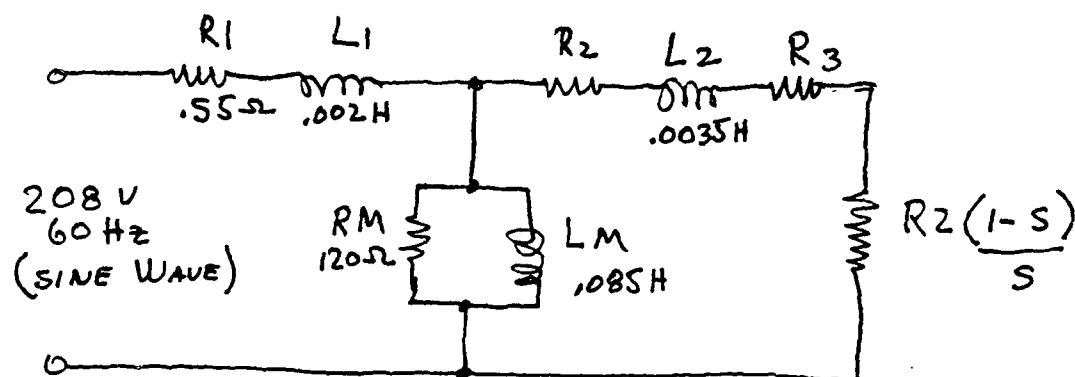 R1 L1 R2 L2 R3
.55Ω .002H .0035H
208 V
60 Hz
(SINE WAVE)
RM
120Ω
LM
.085H
R2(1-S)
S